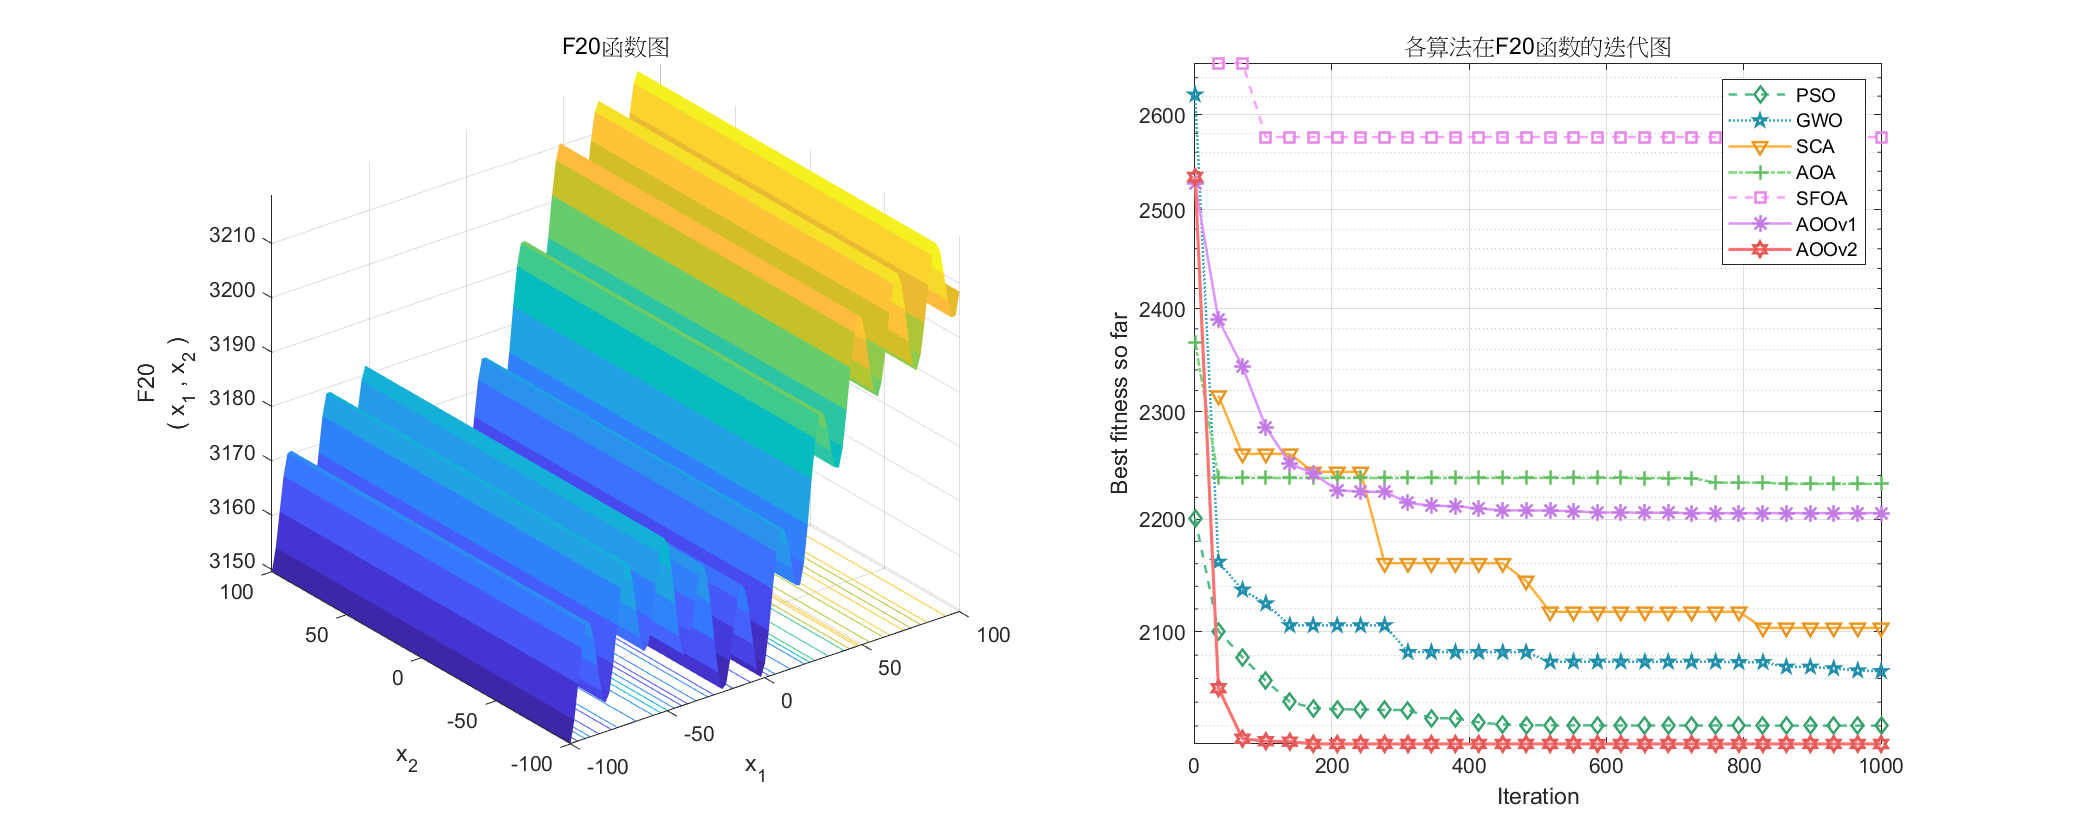 F20函数图
3210
3200
3190
3180
3170
3160
3150
F20
( x1 , x2 )
100
50
0
-50
-100
x2
-100
-50
0
50
100
x1
各算法在F20函数的迭代图
2600
2500
2400
2300
2200
2100
Best fitness so far
0
200
400
600
800
1000
Iteration
PSO
GWO
SCA
AOA
SFOA
AOOv1
AOOv2